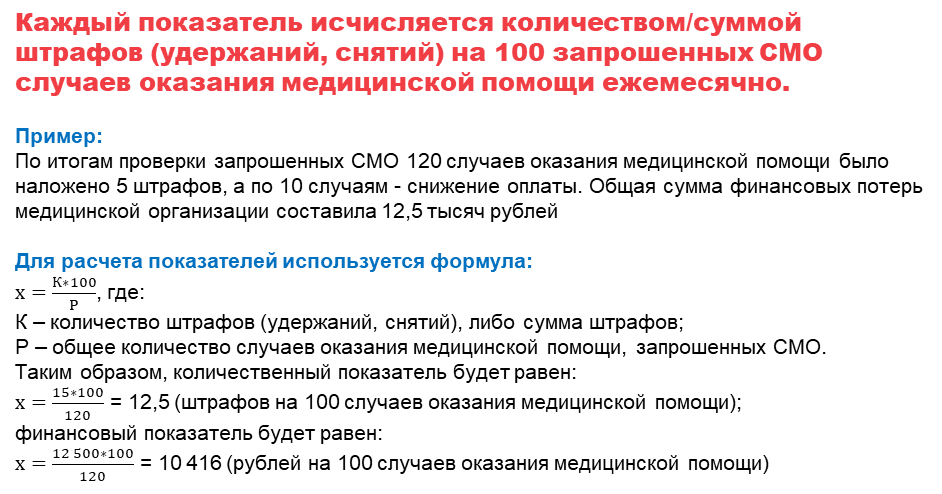 Каждый показатель исчисляется количеством/суммой
штрафов (удержаний, снятий) на 100 запрошенных СМО
случаев оказания медицинской помощи ежемесячно.
Пример:
По итогам проверки запрошенных СМО 120 случаев оказания медицинской помощи было
наложено 5 штрафов, а по 10 случаям - снижение оплаты. Общая сумма финансовых потерь
медицинской организации составила 12,5 тысяч рублей
Для расчета показателей используется формула:
x = К*100/Р, где:
К – количество штрафов (удержаний, снятий), либо сумма штрафов;
Р – общее количество случаев оказания медицинской помощи, запрошенных СМО.
Таким образом, количественный показатель будет равен:
x = 15*100/120 = 12,5 (штрафов на 100 случаев оказания медицинской помощи);
финансовый показатель будет равен:
x = 12 500*100/120 = 10 416 (рублей на 100 случаев оказания медицинской помощи)